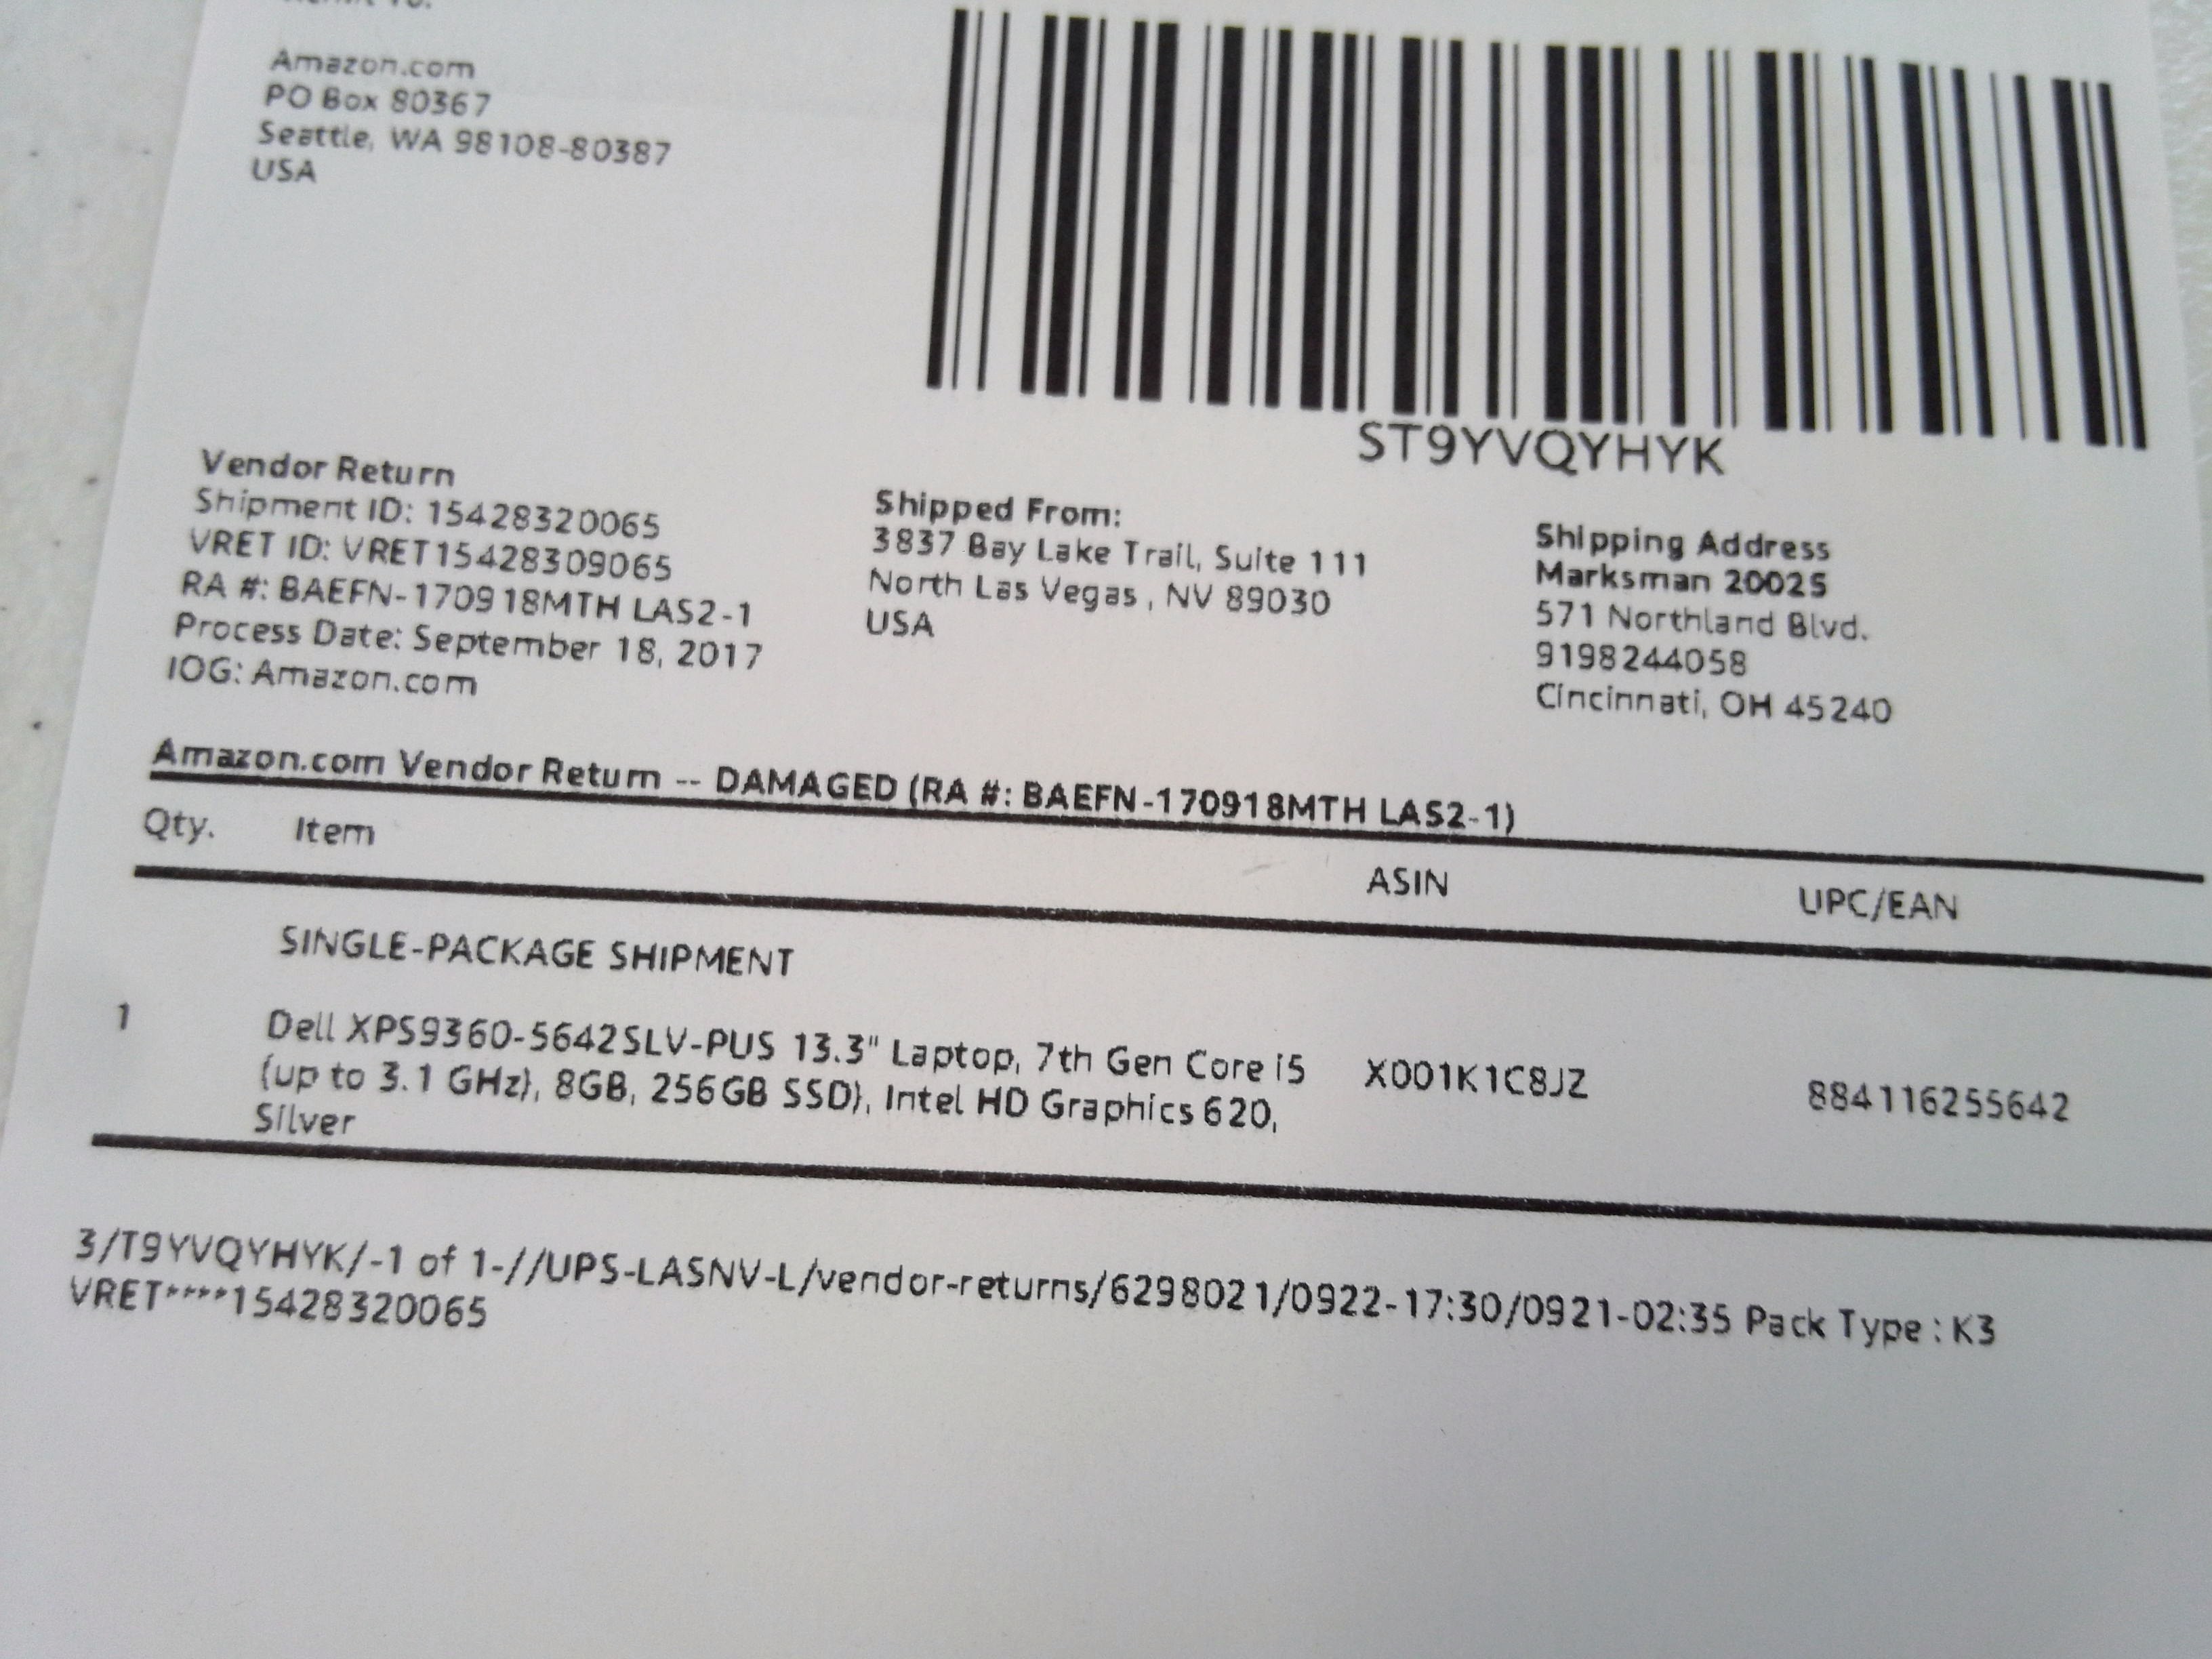 Amazon.com
PO Box 80367
Seattle, WA 98108-80387
USA
ST9YVQYHYK
Vendor Return
Shipment ID: 15428320065
VRET ID: VRET15428309065
RA #: BAEFN-170918MTH LAS2-1
Process Date: September 18, 2017
IOG: Amazon.com
Shipped From:
3837 Bay Lake Trail, Suite 111
North Las Vegas , NV 89030
USA
Shipping Address
Marksman 20025
571 Northland Blvd.
9198244058
Cincinnati, OH 45240
Amazon.com Vendor Return -- DAMAGED (RA #: BAEFN-170918MTH LAS2-1)
Qty. Item ASIN UPC/EAN
SINGLE-PACKAGE SHIPMENT
1 Dell XPS9360-5642SLV-PUS 13.3" Laptop, 7th Gen Core i5 X001K1C8JZ 884116255642
(up to 3.1 GHz), 8GB, 256GB SSD), Intel HD Graphics 620,
Silver
3/T9YVQYHYK/-1 of 1-//UPS-LASNV-L/vendor-returns/6298021/0922-17:30/0921-02:35 Pack Type : K3
VRET****15428320065